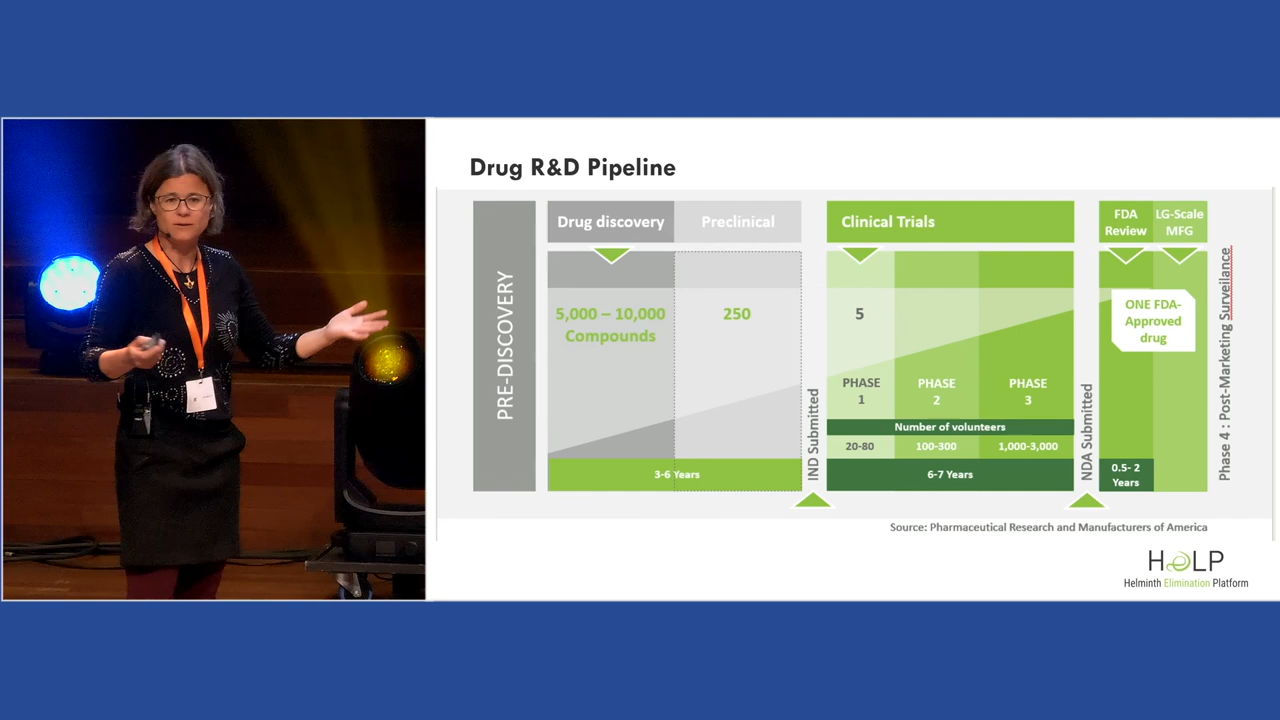 Drug R&D Pipeline
PRE-DISCOVERY
Drug discovery
Preclinical
Clinical Trials
FDA
Review
LG-Scale
MFG
5,000 – 10,000
Compounds
250
5
ONE FDA-
Approved
drug
PHASE
1
PHASE
2
PHASE
3
Number of volunteers
20-80
100-300
1,000-3,000
3-6 Years
IND Submitted
6-7 Years
NDA Submitted
0.5- 2
Years
Phase 4 : Post-Marketing Surveilance
Source: Pharmaceutical Research and Manufacturers of America
HeLP
Helminth Elimination Platform